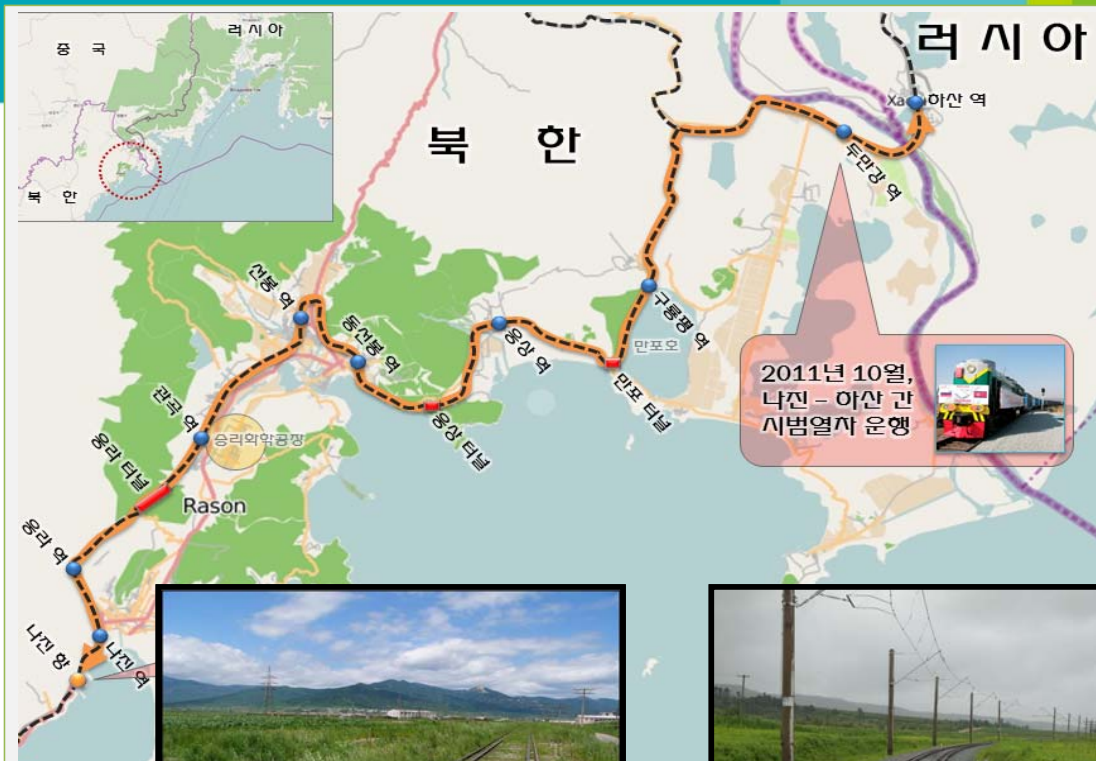 중 국
러 시 아
북 한
러 시 아
북 한
하산 역
두만강 역
구룡평 역
만포호
만포 터널
웅상 역
웅상 터널
동선봉 역
선봉 역
관곡 역
승리화학공장
웅라 터널
Rason
웅라 역
나진 역
나진 항
2011년 10월,
나진 – 하산 간
시범열차 운행